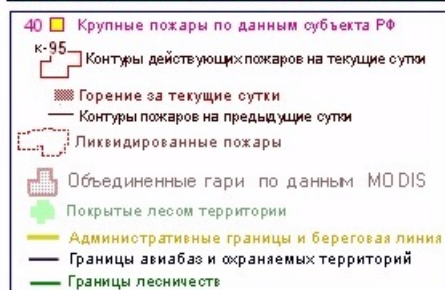 40 Крупные пожары по данным субъекта РФ
к-95
Контуры действующих пожаров на текущие сутки
Горение за текущие сутки
Контуры пожаров на предыдущие сутки
Ликвидированные пожары
Объединенные гари по данным MODIS
Покрытые лесом территории
Административные границы и береговая линия
Границы авиабаз и охраняемых территорий
Границы лесничеств